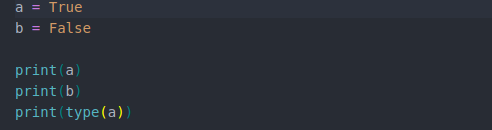 a = True
b = False
print(a)
print(b)
print(type(a))